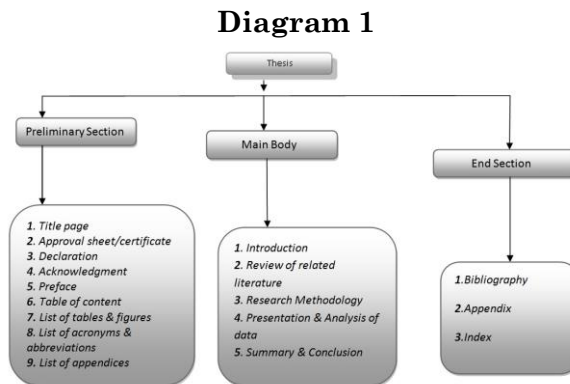 Diagram 1
Thesis
Preliminary Section
Main Body
End Section
1. Title page
2. Approval sheet/certificate
3. Declaration
4. Acknowledgment
5. Preface
6. Table of content
7. List of tables & figures
8. List of acronyms &
abbreviations
9. List of appendices
1. Introduction
2. Review of related
literature
3. Research Methodology
4. Presentation & Analysis of
data
5. Summary & Conclusion
1.Bibliography
2.Appendix
3.Index